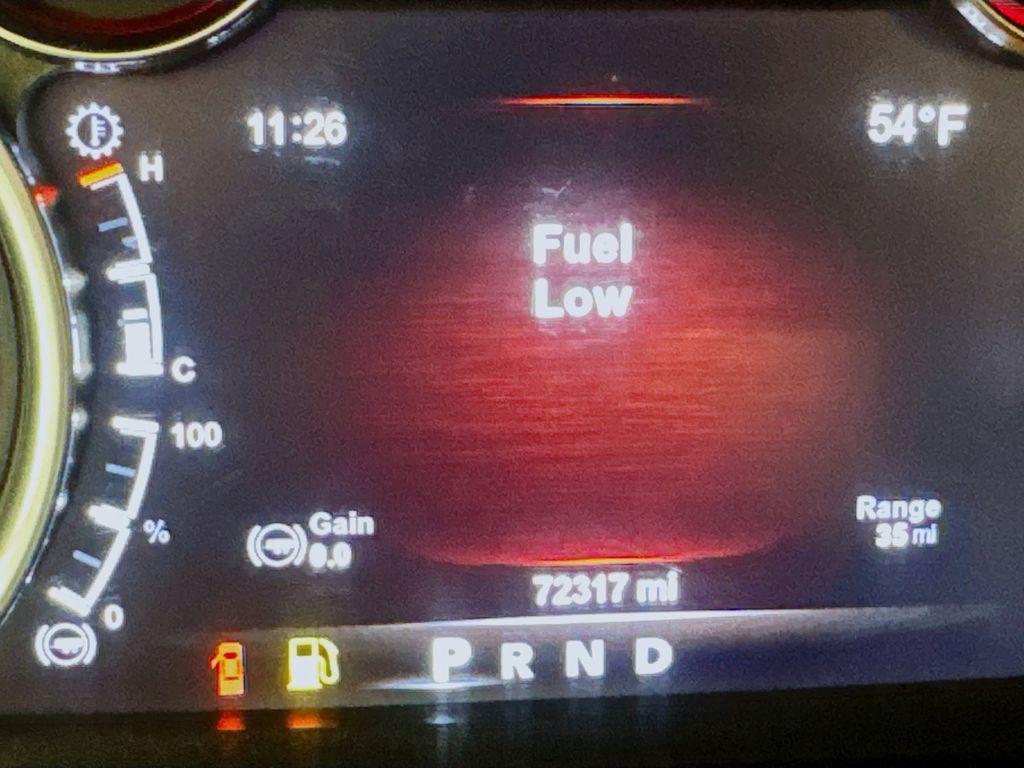 11:26
54°F
H
Fuel
Low
C
100
%
0
Gain
0.0
Range
35 mi
72317 mi
P R N D